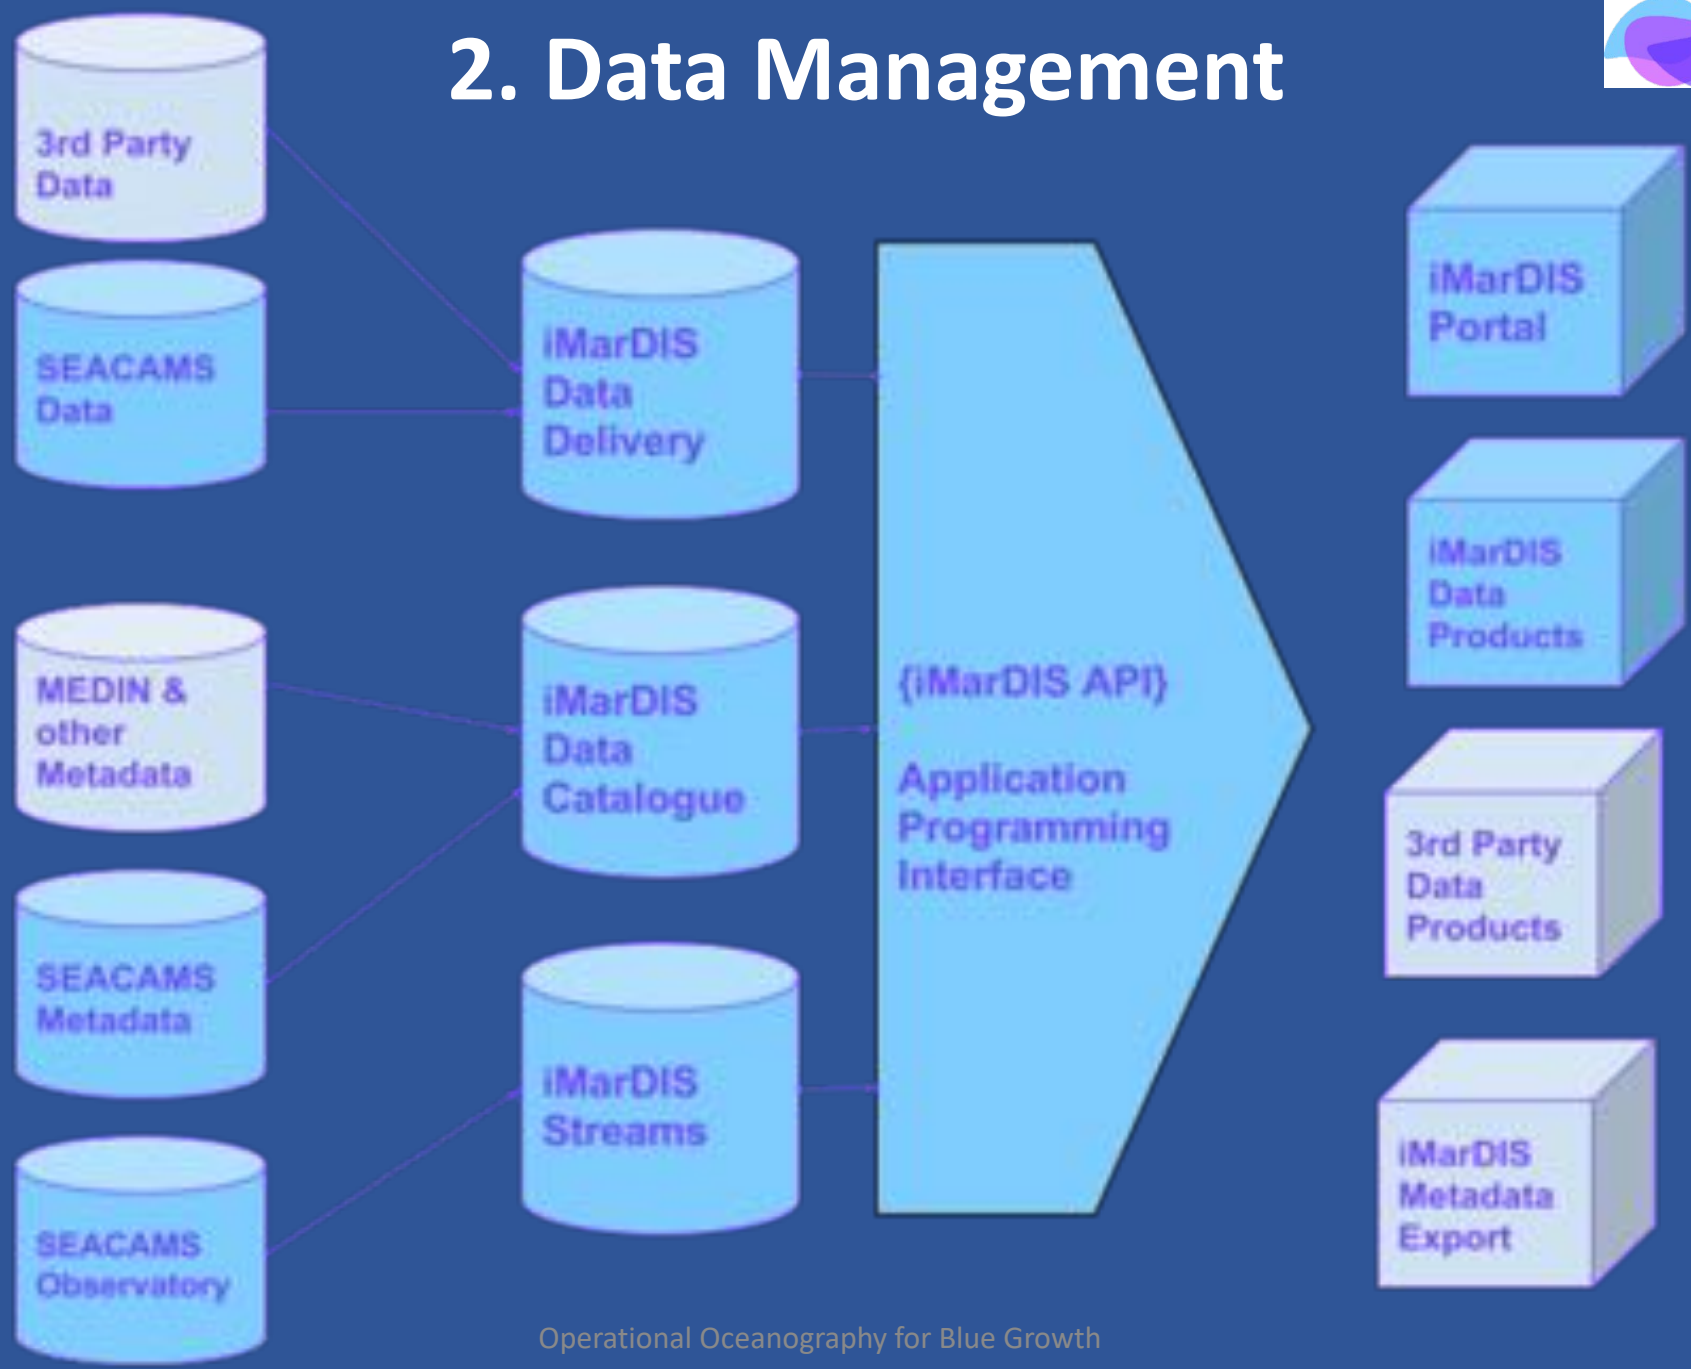 2. Data Management
3rd Party
Data
SEACAMS
Data
MEDIN &
other
Metadata
SEACAMS
Metadata
SEACAMS
Observatory
iMarDIS
Data
Delivery
iMarDIS
Data
Catalogue
iMarDIS
Streams
{iMarDIS API}
Application
Programming
Interface
iMarDIS
Portal
iMarDIS
Data
Products
3rd Party
Data
Products
iMarDIS
Metadata
Export
Operational Oceanography for Blue Growth